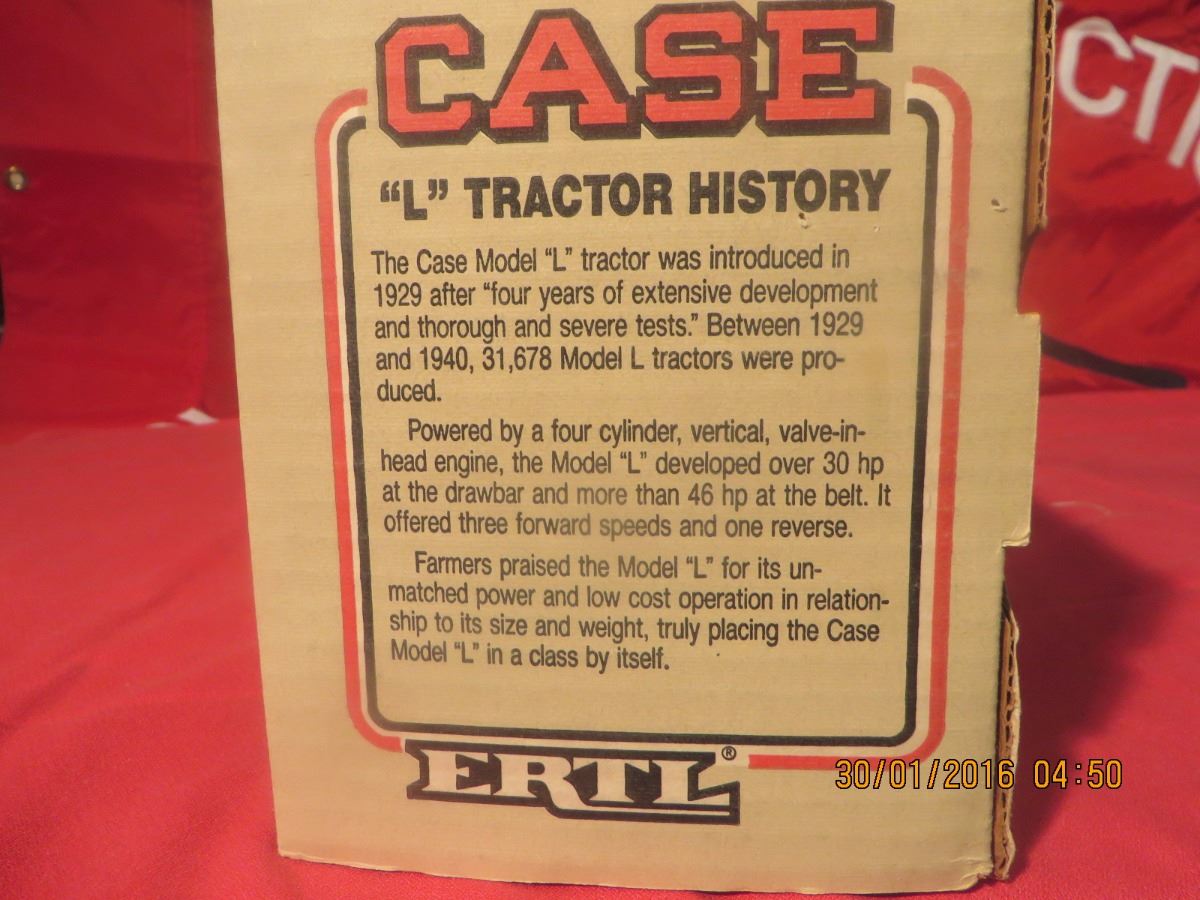 CASE
CTI
“L” TRACTOR HISTORY
The Case Model “L” tractor was introduced in
1929 after “four years of extensive development
and thorough and severe tests.” Between 1929
and 1940, 31,678 Model L tractors were pro-
duced.
Powered by a four cylinder, vertical, valve-in-
head engine, the Model “L” developed over 30 hp
at the drawbar and more than 46 hp at the belt. It
offered three forward speeds and one reverse.
Farmers praised the Model “L” for its un-
matched power and low cost operation in relation-
ship to its size and weight, truly placing the Case
Model “L” in a class by itself.
ERTL®
30/01/2016 04:50